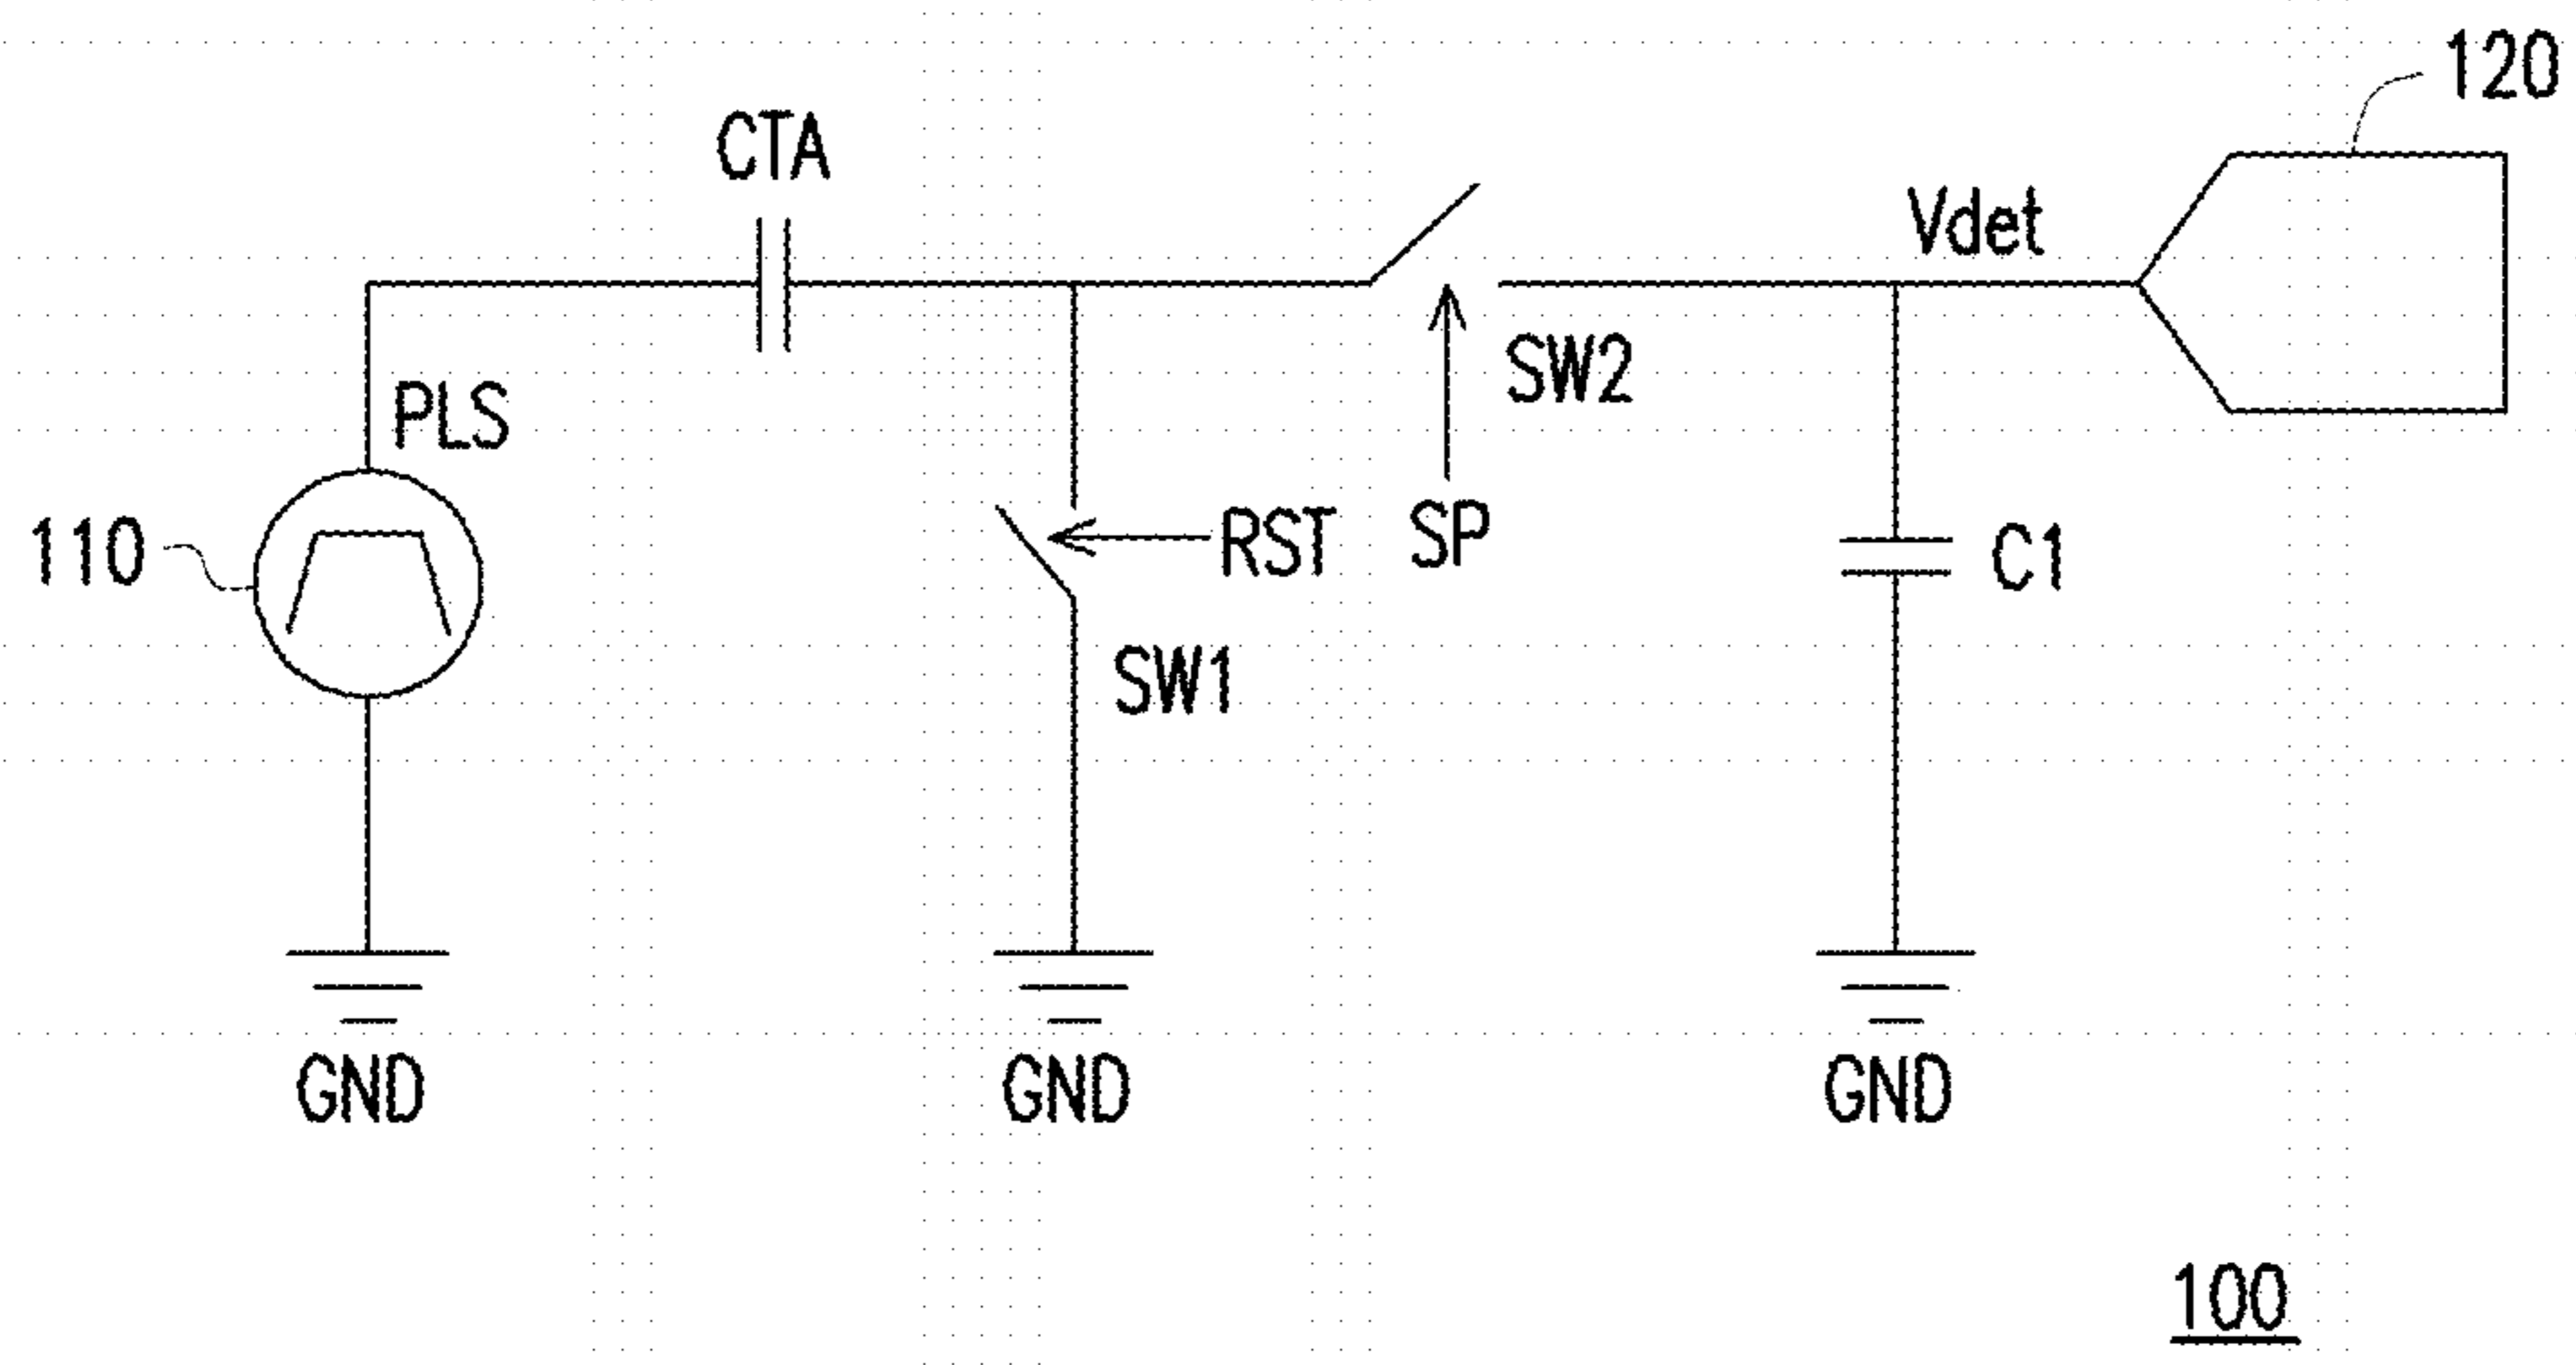 120
CTA
Vdet
PLS
SW2
110
RST
SP
C1
SW1
GND
GND
GND
100